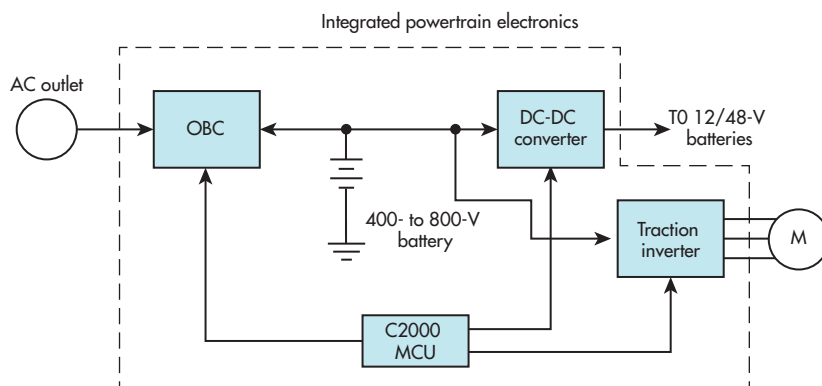 Integrated powertrain electronics
AC outlet
OBC
DC-DC
converter
T0 12/48-V
batteries
400- to 800-V
battery
Traction
inverter
M
C2000
MCU